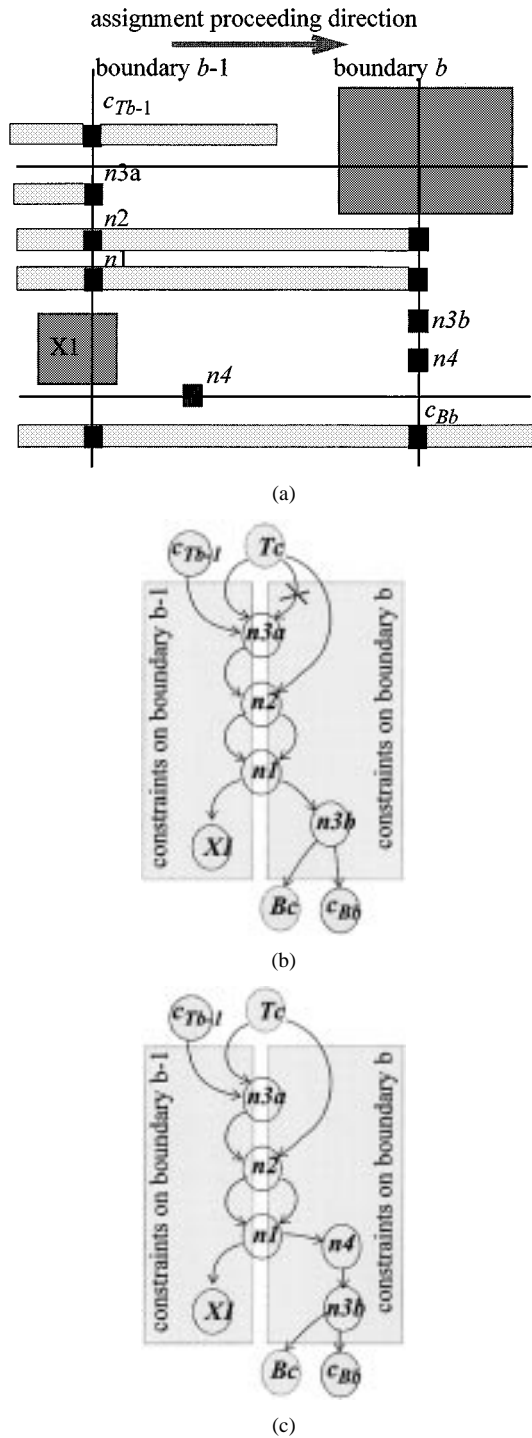 assignment proceeding direction
boundary b-1 boundary b
c_Tb-1
n3a
n2
n1
n3b
X1
n4
n4
c_Bb
(a)
c_Tb-1 Tc
constraints on boundary b-1
constraints on boundary b
n3a
n2
n1
n3b
X1
Bc c_Bb
(b)
c_Tb-1 Tc
constraints on boundary b-1
constraints on boundary b
n3a
n2
n1
n4
n3b
X1
Bc c_Bb
(c)